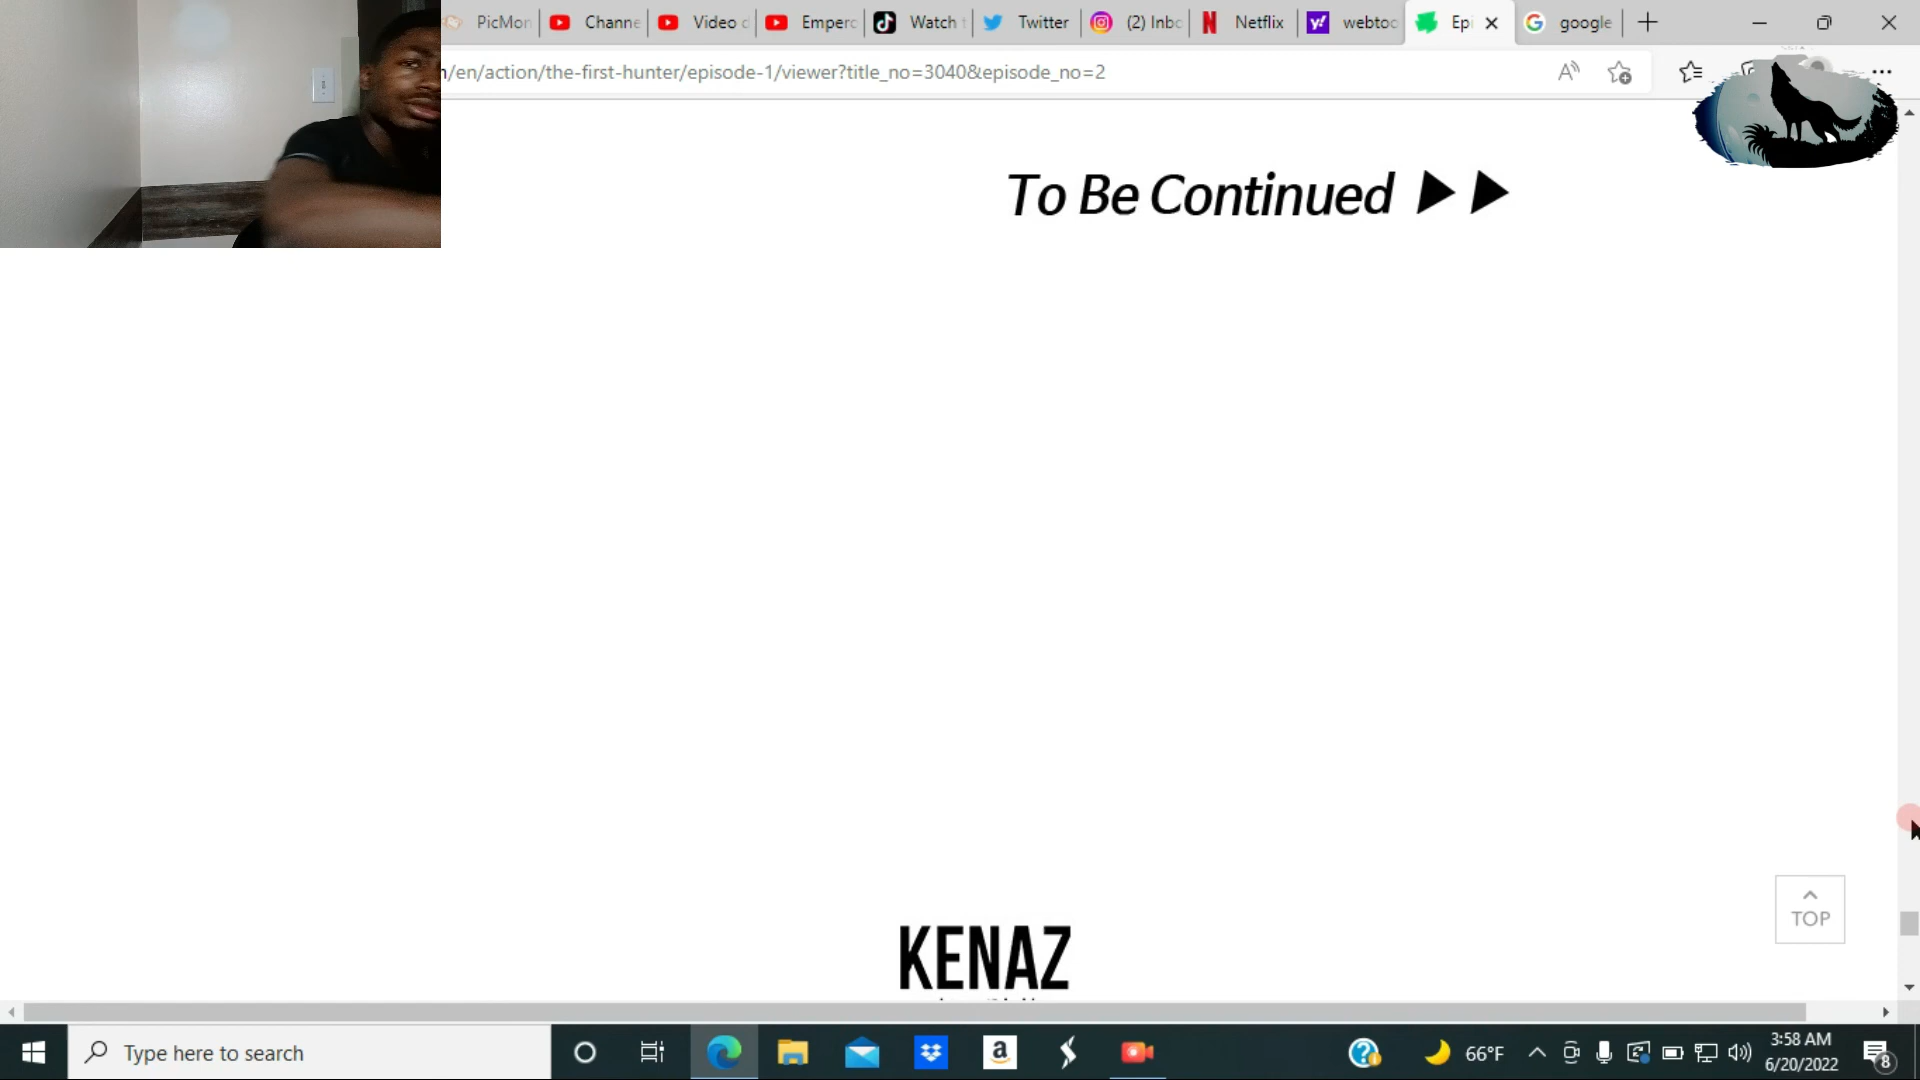 PicMon
Channe
Video c
Emperc
Watch
Twitter
(2) Inbc
Netflix
webtoc
Epi
google
/en/action/the-first-hunter/episode-1/viewer?title_no=3040&episode_no=2
To Be Continued ▶ ▶
TOP
KENAZ
Type here to search
66°F
3:58 AM
6/20/2022
8